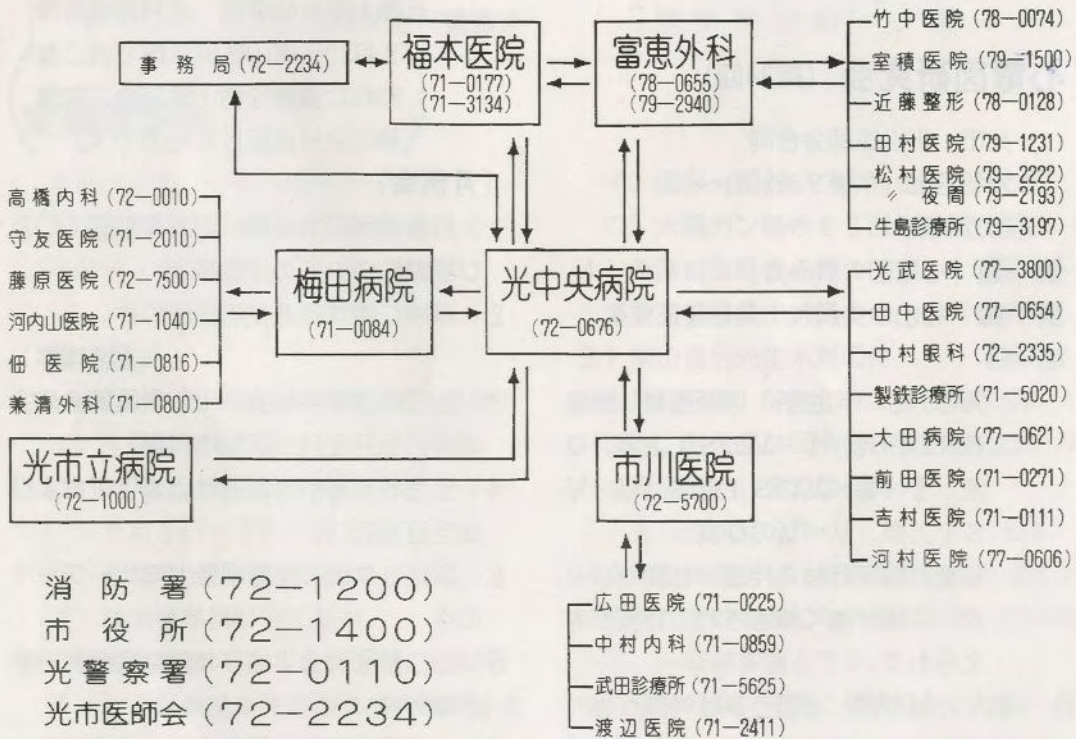 事務局 (72—2234)
福本医院
(71—0177)
(71—3134)
富恵外科
(78—0655)
(79—2940)
竹中医院 (78—0074)
室積医院 (79—1500)
近藤整形 (78—0128)
田村医院 (79—1231)
松村医院 (79—2222)
〃 夜間 (79—2193)
牛島診療所 (79—3197)
高橋内科 (72—0010)
守友医院 (71—2010)
藤原医院 (72—7500)
河内山医院 (71—1040)
佃医院 (71—0816)
兼清外科 (71—0800)
梅田病院
(71—0084)
光中央病院
(72—0676)
光武医院 (77—3800)
田中医院 (77—0654)
中村眼科 (72—2335)
製鉄診療所 (71—5020)
大田病院 (77—0621)
前田医院 (71—0271)
吉村医院 (71—0111)
河村医院 (77—0606)
光市立病院
(72—1000)
市川医院
(72—5700)
広田医院 (71—0225)
中村内科 (71—0859)
武田診療所 (71—5625)
渡辺医院 (71—2411)
消防署 (72—1200)
市役所 (72—1400)
光警察署 (72—0110)
光市医師会 (72—2234)